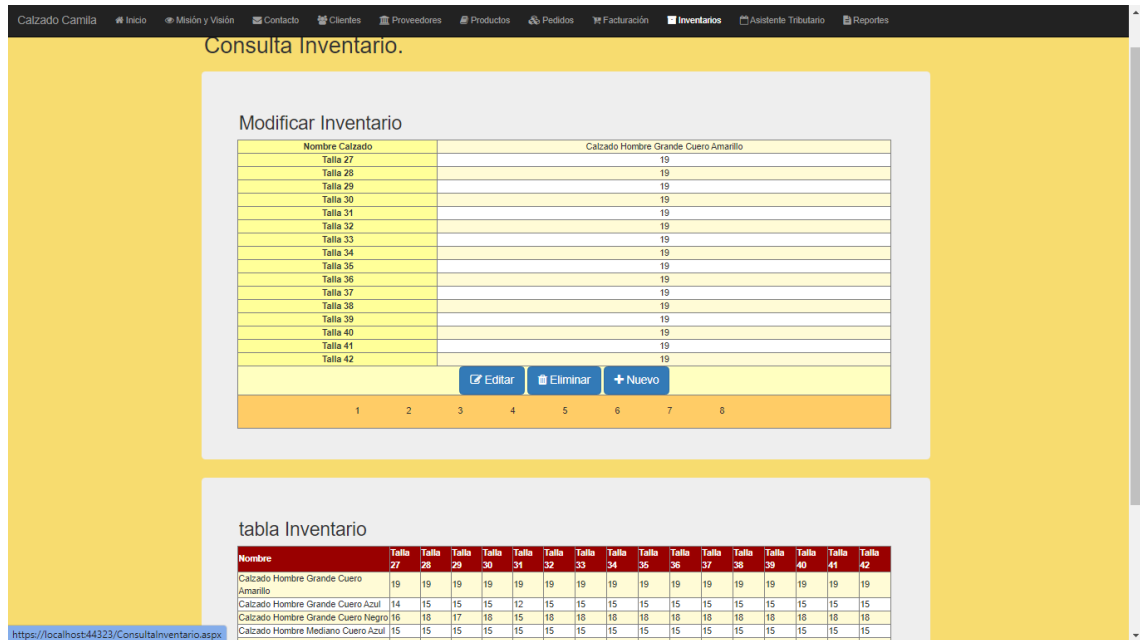 Calzado Camila Inicio Misión y Visión Contacto Clientes Proveedores Productos Pedidos Facturación Inventarios Asistente Tributario Reportes
Consulta Inventario.
Modificar Inventario
Nombre Calzado Calzado Hombre Grande Cuero Amarillo
Talla 27 19
Talla 28 19
Talla 29 19
Talla 30 19
Talla 31 19
Talla 32 19
Talla 33 19
Talla 34 19
Talla 35 19
Talla 36 19
Talla 37 19
Talla 38 19
Talla 39 19
Talla 40 19
Talla 41 19
Talla 42 19
Editar Eliminar Nuevo
1 2 3 4 5 6 7 8
tabla Inventario
Nombre Talla 27 Talla 28 Talla 29 Talla 30 Talla 31 Talla 32 Talla 33 Talla 34 Talla 35 Talla 36 Talla 37 Talla 38 Talla 39 Talla 40 Talla 41 Talla 42
Calzado Hombre Grande Cuero Amarillo 19 19 19 19 19 19 19 19 19 19 19 19 19 19 19 19
Calzado Hombre Grande Cuero Azul 14 15 15 15 12 15 15 15 15 15 15 15 15 15 15 15
Calzado Hombre Grande Cuero Negro 16 18 17 18 15 18 18 18 18 18 18 18 18 18 18 18
Calzado Hombre Mediano Cuero Azul 15 15 15 15 15 15 15 15 15 15 15 15 15 15 15 15
https://localhost:44323/ConsultaInventario.aspx